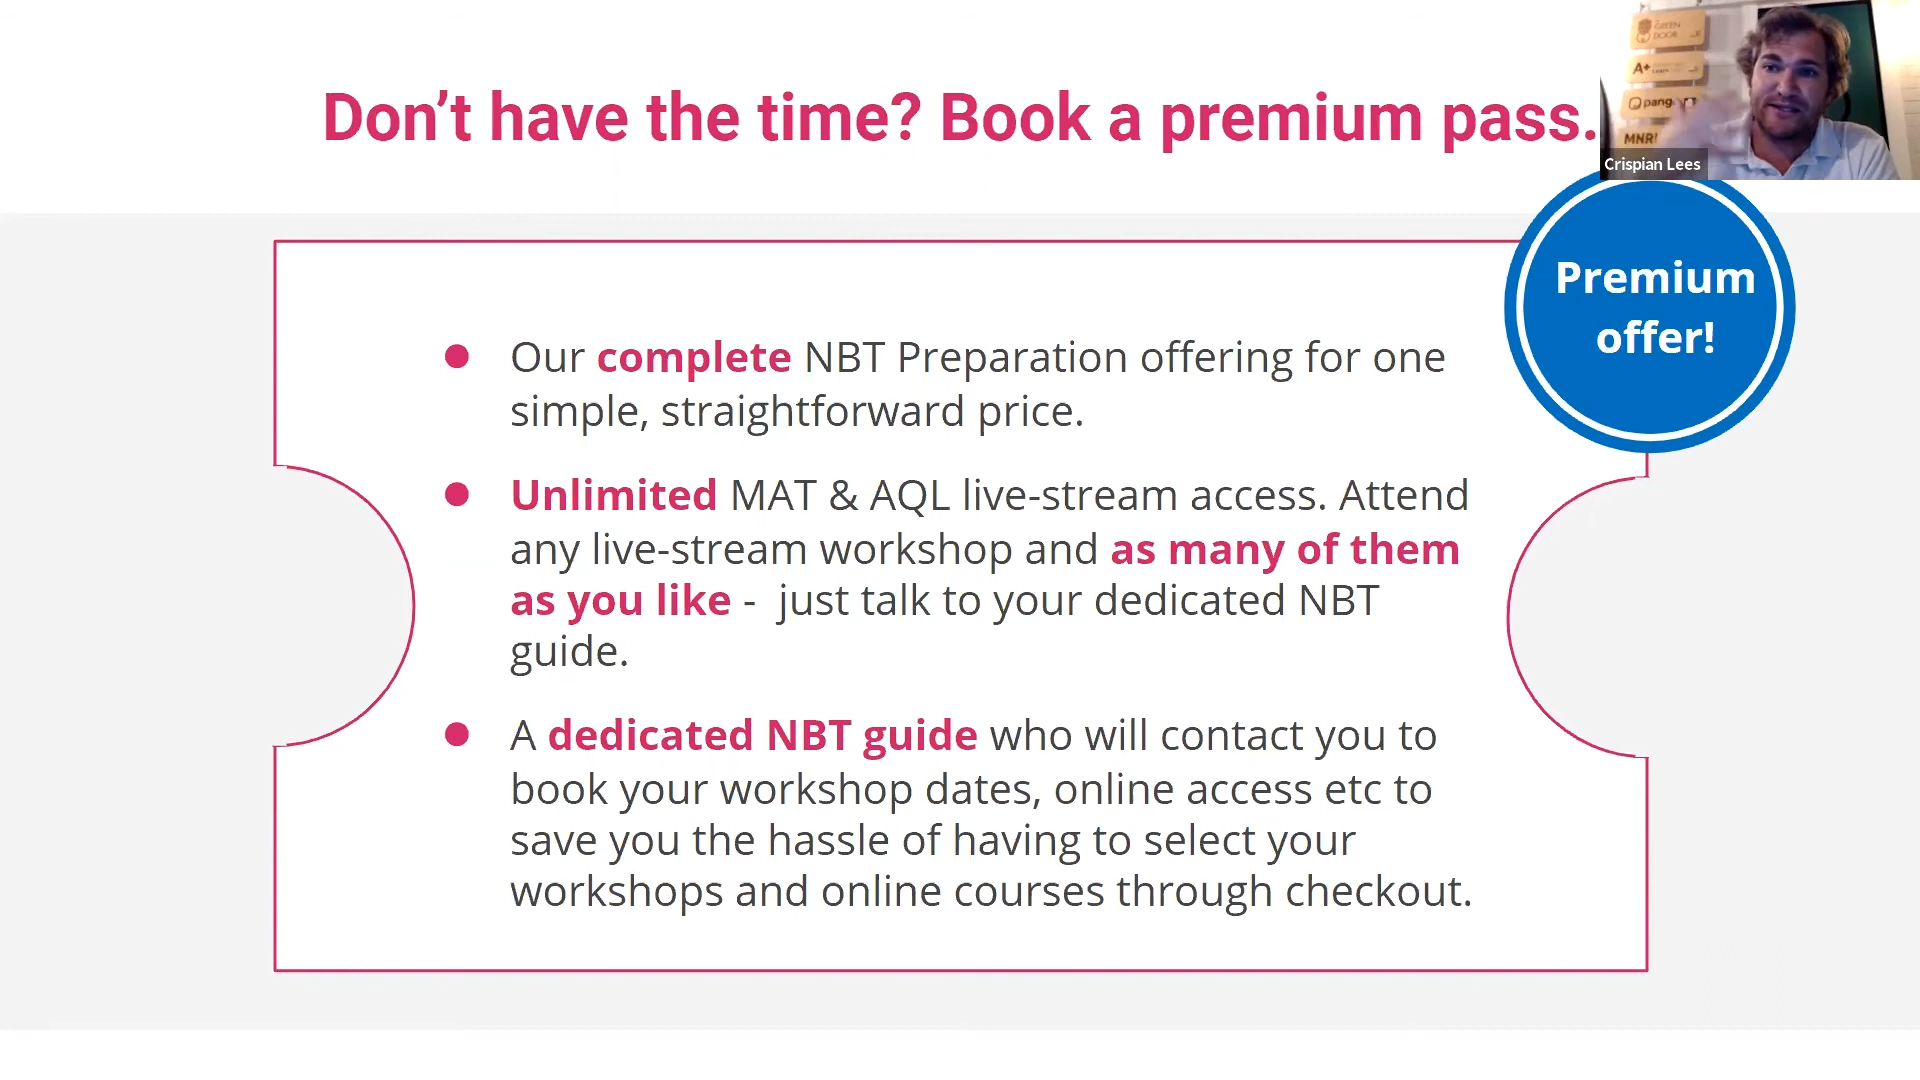 Don’t have the time? Book a premium pass.
THE
GREEN
DOOR
A+
Crispian Lees
Premium
offer!
● Our complete NBT Preparation offering for one
simple, straightforward price.
● Unlimited MAT & AQL live-stream access. Attend
any live-stream workshop and as many of them
as you like - just talk to your dedicated NBT
guide.
● A dedicated NBT guide who will contact you to
book your workshop dates, online access etc to
save you the hassle of having to select your
workshops and online courses through checkout.